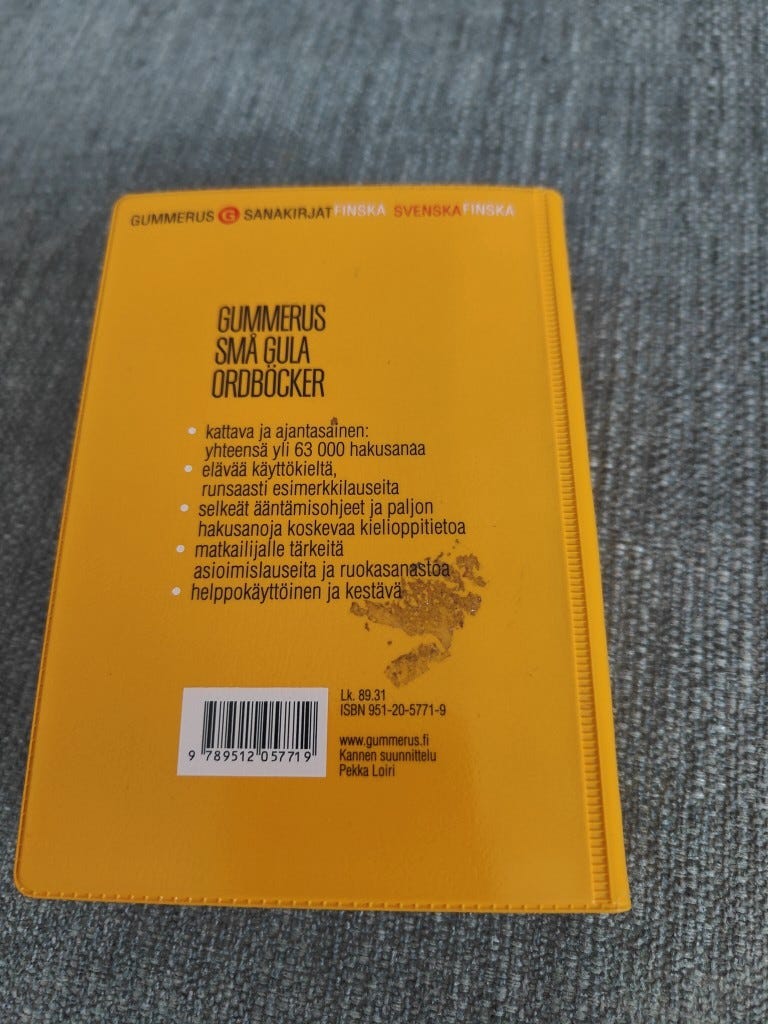 GUMMERUS G SANAKIRJAT FINSKA SVENSKA FINSKA
GUMMERUS
SMÅ GULA
ORDBÖCKER
• kattava ja ajantasainen:
yhteensä yli 63 000 hakusanaa
• elävää käyttökieltä,
runsaasti esimerkkilauseita
• selkeät ääntämisohjeet ja paljon
hakusanoja koskevaa kielioppitietoa
• matkailijalle tärkeitä
asioimislauseita ja ruokasanastoa
• helppokäyttöinen ja kestävä
Lk. 89.31
ISBN 951-20-5771-9
9 789512 057719
www.gummerus.fi
Kannen suunnittelu
Pekka Loiri